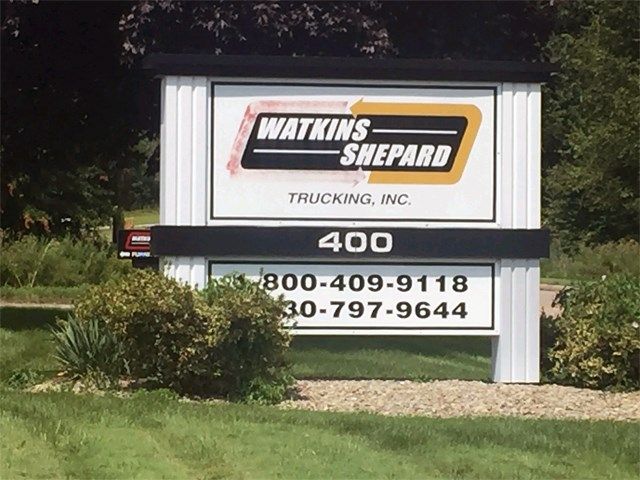 WATKINS
SHEPARD
TRUCKING, INC.
400
800-409-9118
30-797-9644